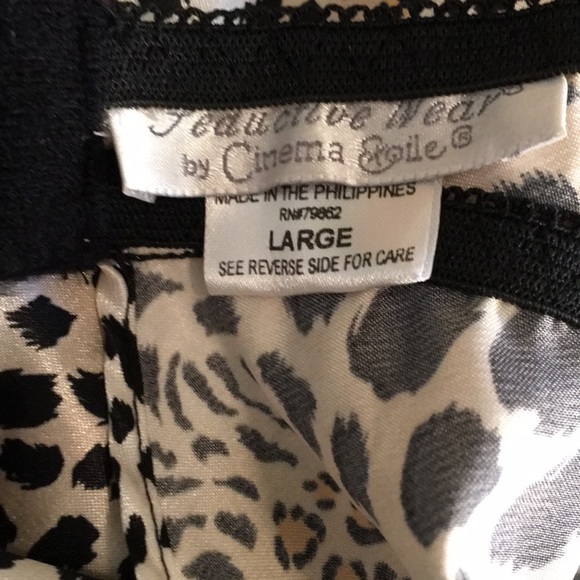 Seductive Wear®
by Cinema Etoile®
MADE IN THE PHILIPPINES
RN#79862
LARGE
SEE REVERSE SIDE FOR CARE